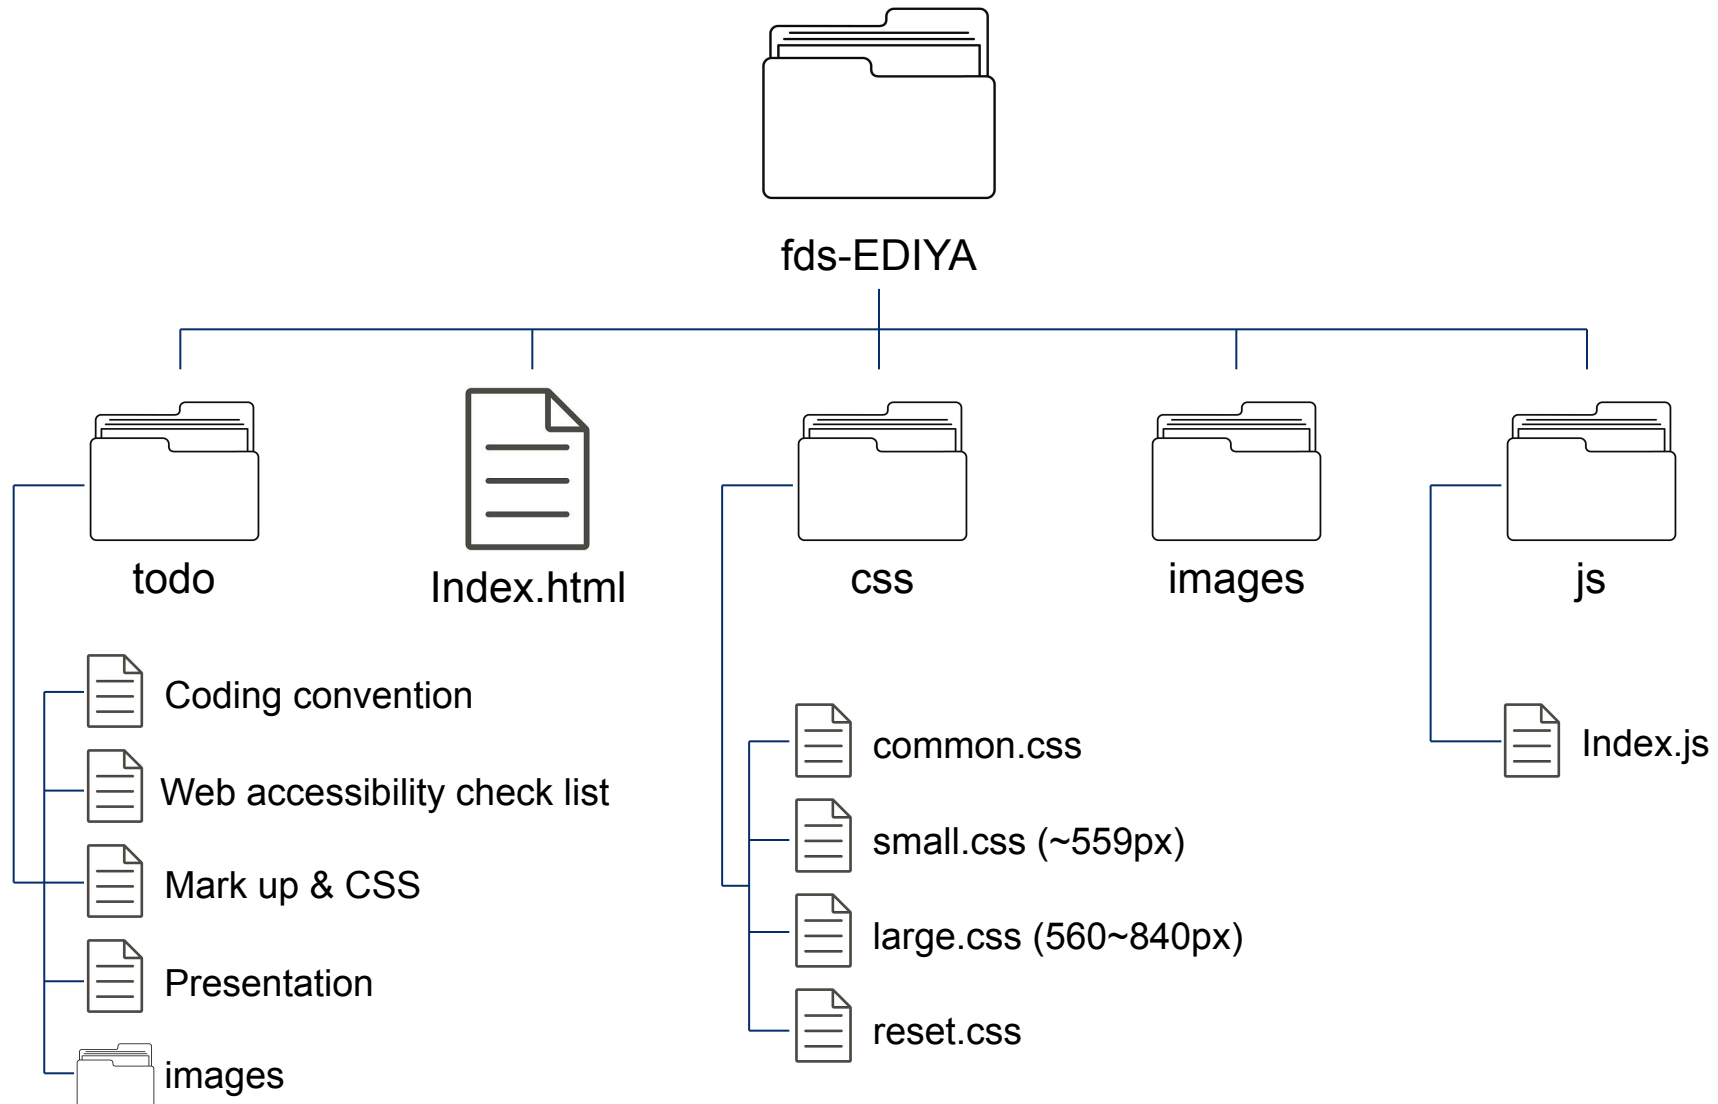 fds-EDIYA
todo
Index.html
css
images
js
Coding convention
Web accessibility check list
Mark up & CSS
Presentation
images
common.css
small.css (~559px)
large.css (560~840px)
reset.css
Index.js